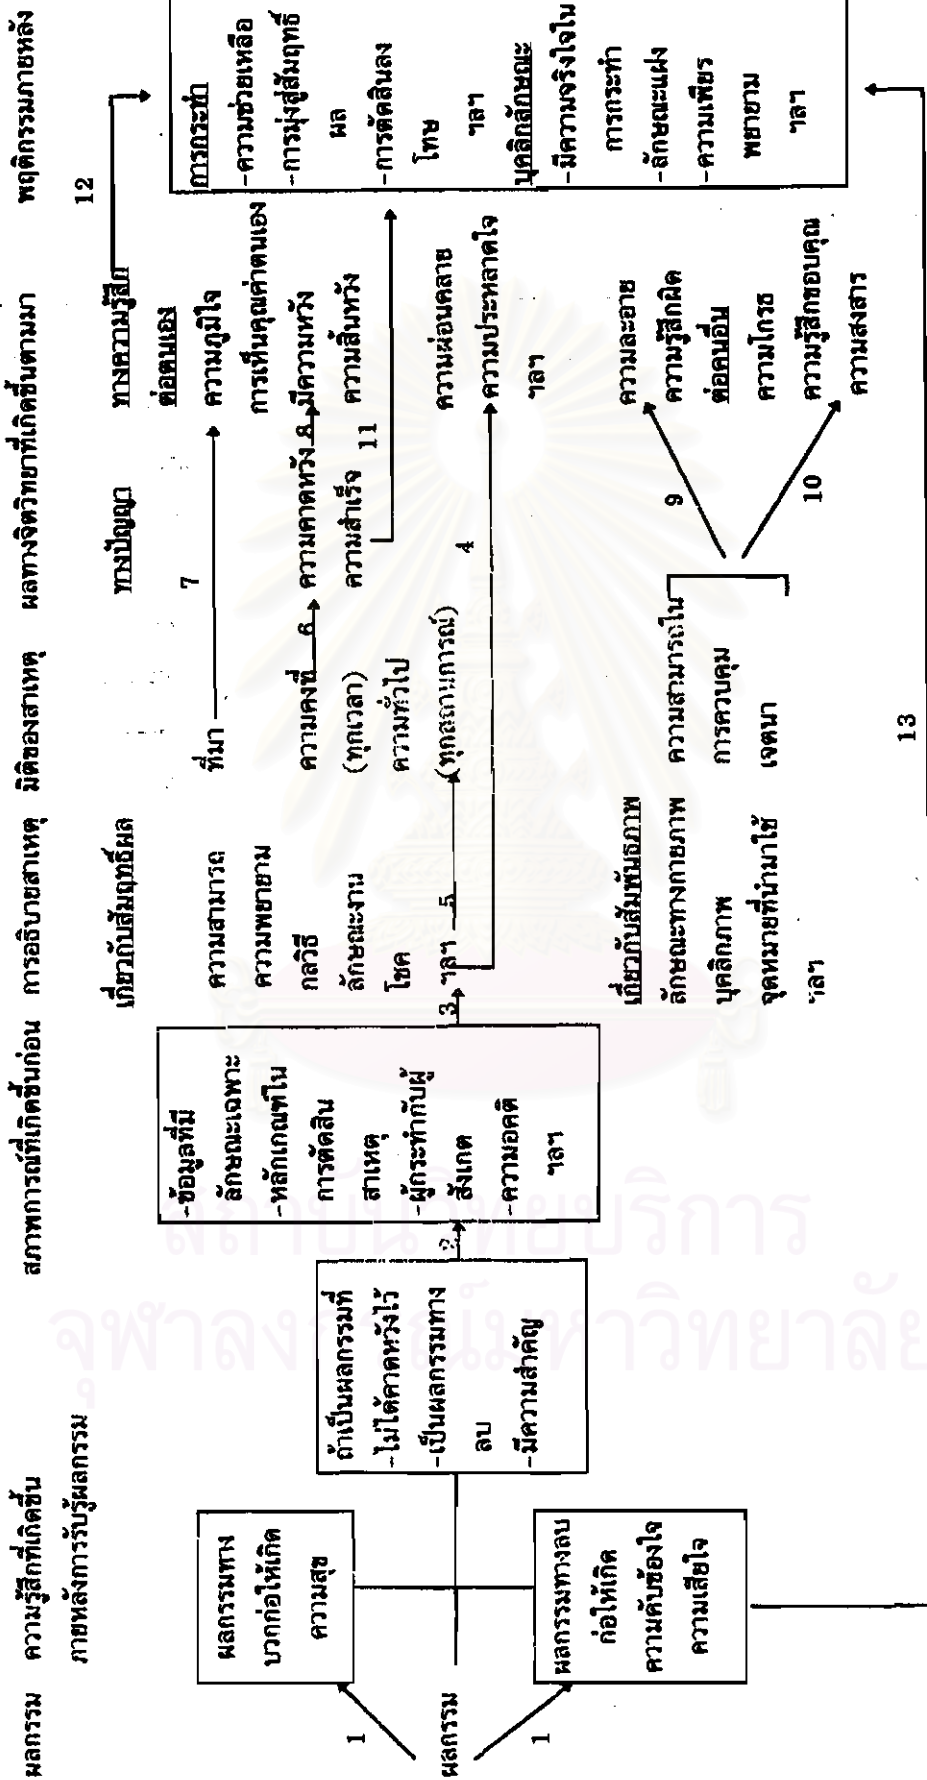 ผลกรรม
ความรู้สึกที่เกิดขึ้น
ภายหลังการรับรู้ผลกรรม
สภาพการณ์ที่เกิดขึ้นก่อน
การอธิบายสาเหตุ
มิติของสาเหตุ
ผลทางจิตวิทยาที่เกิดขึ้นตามมา
พฤติกรรมภายหลัง
ผลกรรม
1
1
ผลกรรมทาง
บวกก่อให้เกิด
ความสุข
ผลกรรมทางลบ
ก่อให้เกิด
ความคับข้องใจ
ความเสียใจ
ถ้าเป็นผลกรรมที่
-ไม่ได้คาดหวังไว้
-เป็นผลกรรมทาง
ลบ
-มีความสำคัญ
2
-ข้อมูลที่มี
ลักษณะเฉพาะ
-หลักเกณฑ์ใน
การตัดสิน
สาเหตุ
-ผู้กระทำกับผู้
สังเกต
-ความอคติ
ฯลฯ
3
เกี่ยวกับสัมฤทธิ์ผล
ความสามารถ
ความพยายาม
กลวิธี
ลักษณะงาน
โชค
ฯลฯ
5
4
เกี่ยวกับสัมพันธภาพ
ลักษณะทางกายภาพ
บุคลิกภาพ
จุดหมายที่นำมาใช้
ฯลฯ
ที่มา
ความคงที่
(ทุกเวลา)
ความทั่วไป
(ทุกสถานการณ์)
ความสามารถใน
การควบคุม
เจตนา
7
6
ทางปัญญา
ความคาดหวัง
ความสำเร็จ
8
11
9
10
ทางความรู้สึก
ต่อตนเอง
ความภูมิใจ
การเห็นคุณค่าตนเอง
มีความหวัง
ความสิ้นหวัง
ความผ่อนคลาย
ความประหลาดใจ
ฯลฯ
ความละอาย
ความรู้สึกผิด
ต่อคนอื่น
ความโกรธ
ความรู้สึกขอบคุณ
ความสงสาร
12
13
การกระทำ
-ความช่วยเหลือ
-การมุ่งสู่สัมฤทธิ์
ผล
-การตัดสินลง
โทษ
ฯลฯ
บุคลิกลักษณะ
-มีความจริงใจใน
การกระทำ
-ลักษณะแฝง
-ความเพียร
พยายาม
ฯลฯ
สถาบันวิทยบริการ
จุฬาลงกรณ์มหาวิทยาลัย